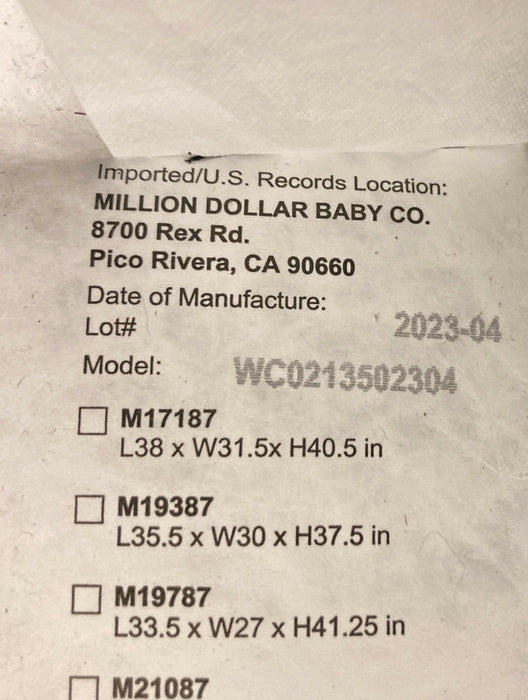 Imported/U.S. Records Location:
MILLION DOLLAR BABY CO.
8700 Rex Rd.
Pico Rivera, CA 90660
Date of Manufacture:
Lot# 2023-04
Model: WC0213502304
M17187
L38 x W31.5x H40.5 in
M19387
L35.5 x W30 x H37.5 in
M19787
L33.5 x W27 x H41.25 in
M21087